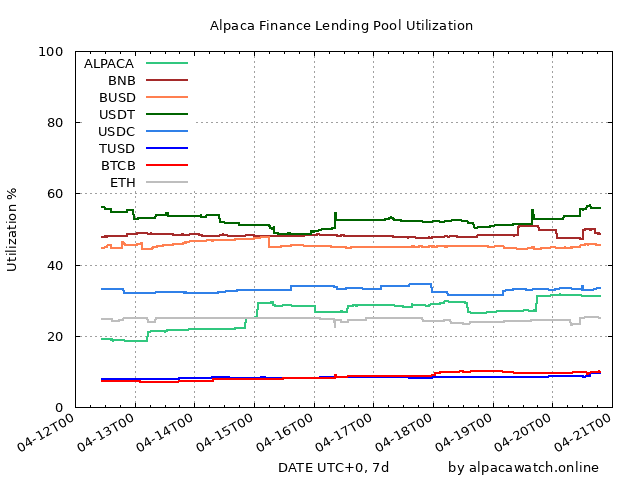 Alpaca Finance Lending Pool Utilization
100
80
60
40
20
0
Utilization %
ALPACA
BNB
BUSD
USDT
USDC
TUSD
BTCB
ETH
04-12T00
04-13T00
04-14T00
04-15T00
04-16T00
04-17T00
04-18T00
04-19T00
04-20T00
04-21T00
DATE UTC+0, 7d
by alpacawatch.online